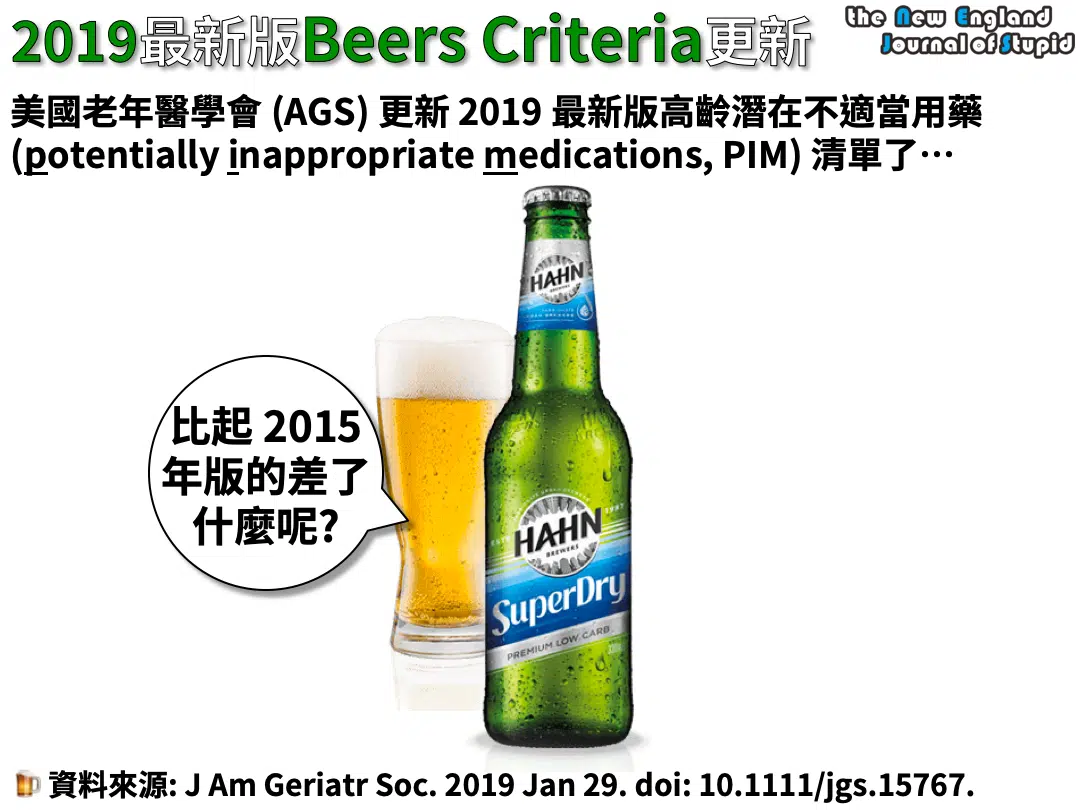 2019最新版Beers Criteria更新
the New England
Journal of Stupid
美國老年醫學會 (AGS) 更新 2019 最新版高齡潛在不適當用藥
(potentially inappropriate medications, PIM) 清單了…
HAHN
BREWERS
比起 2015
年版的差了
什麼呢?
HAHN
BREWERS
SuperDry
PREMIUM LOW CARB
資料來源: J Am Geriatr Soc. 2019 Jan 29. doi: 10.1111/jgs.15767.